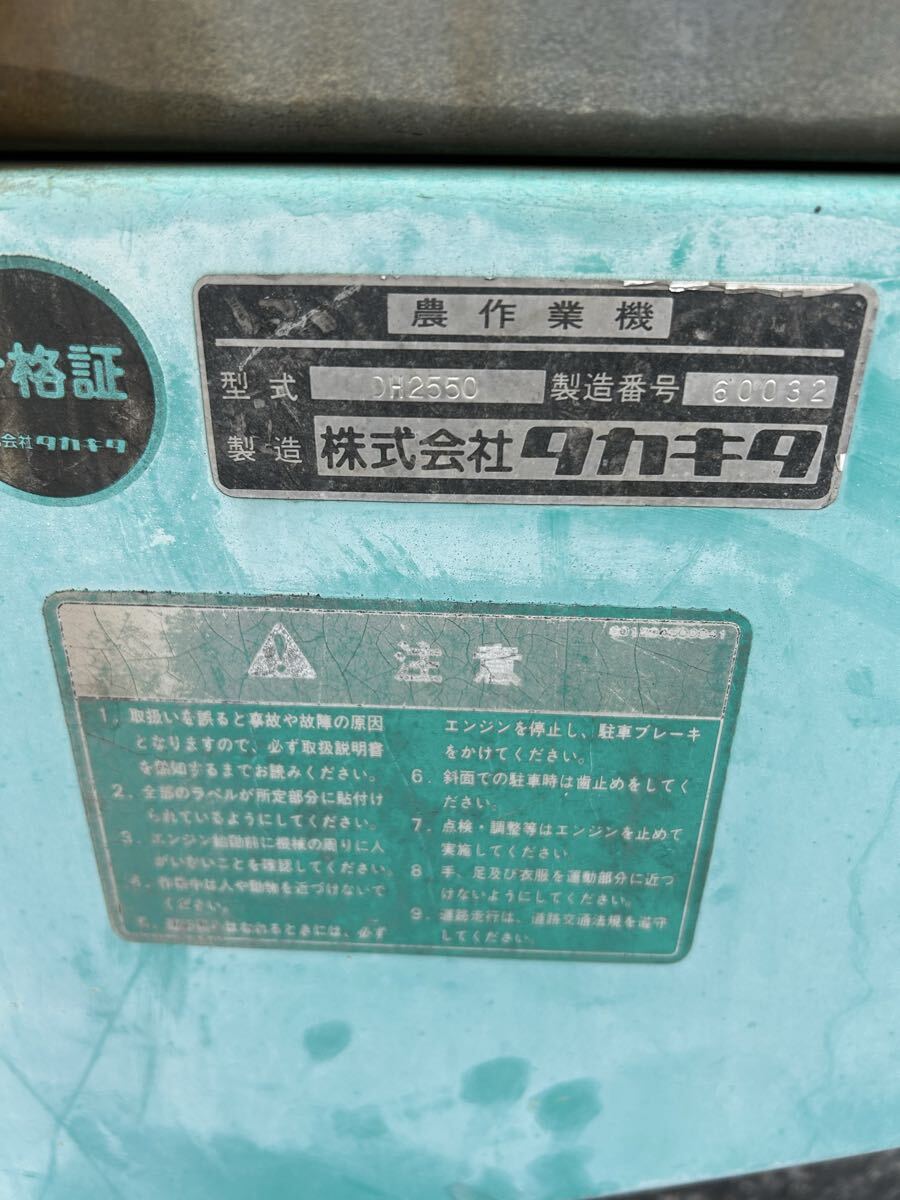 格証
会社タカキタ
農作業機
型式 DH2550 製造番号 60032
製造 株式会社タカキタ
注意
1. 取扱いを誤ると事故や故障の原因
となりますので、必ず取扱説明書
を熟知するまでお読みください。
2. 全部のラベルが所定部分に貼付け
られているようにしてください。
3. エンジン始動前に機械の周りに人
がいないことを確認してください。
4. 作業中は人や動物を近づけないで
ください。
5. はなれるときには、必ず
エンジンを停止し、駐車ブレーキ
をかけてください。
6. 斜面での駐車時は歯止めをしてく
ださい。
7. 点検・調整等はエンジンを止めて
実施してください。
8 手、足及び衣服を運動部分に近づ
けないようにしてください。
9. 道路走行は、道路交通法規を遵守
してください。